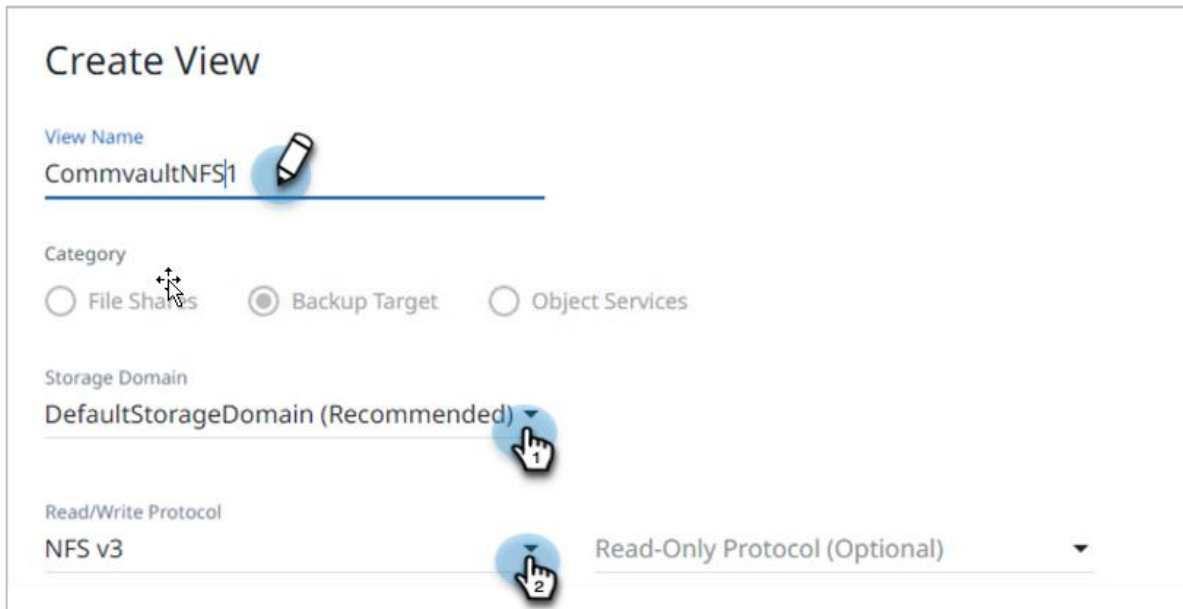 Create View
View Name
CommvaultNFS1
Category
File Shares Backup Target Object Services
Storage Domain
DefaultStorageDomain (Recommended)
1
Read/Write Protocol
NFS v3 Read-Only Protocol (Optional)
2